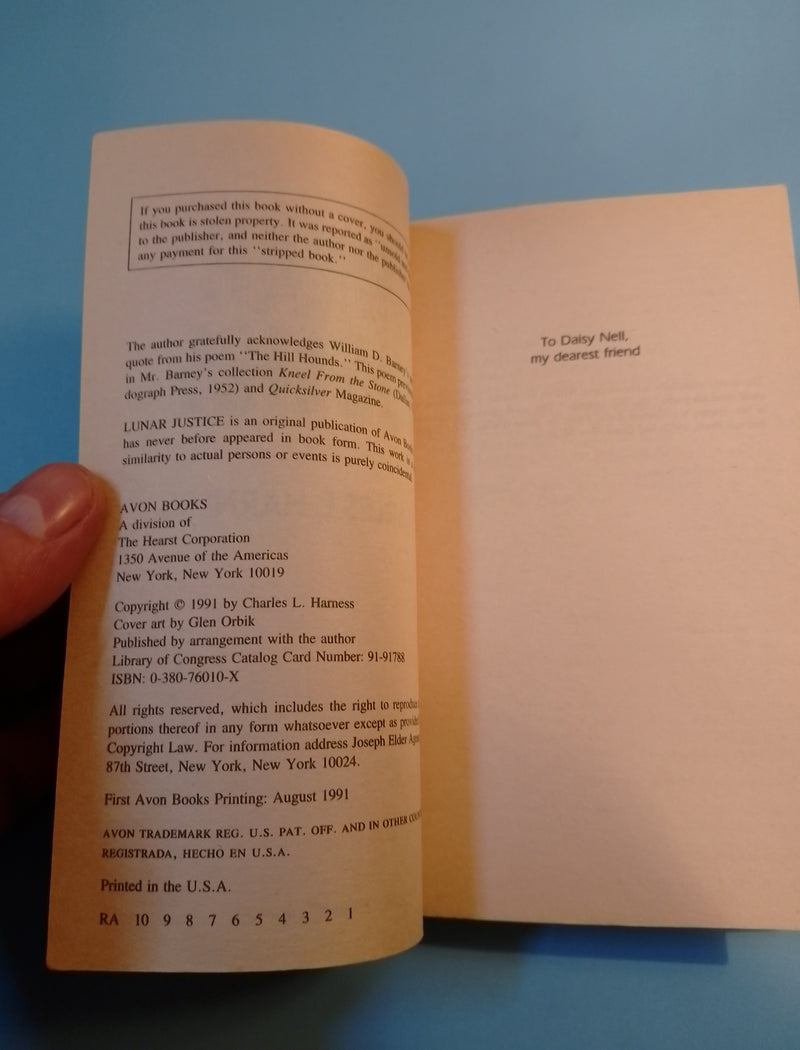 If you purchased this book without a cover, you should
this book is stolen property. It was reported as "unsold
to the publisher, and neither the author nor the publisher
any payment for this "stripped book."
The author gratefully acknowledges William D. Barney
quote from his poem "The Hill Hounds." This poem
in Mr. Barney's collection Kneel From the Stone
dograph Press, 1952) and Quicksilver Magazine.
LUNAR JUSTICE is an original publication of Avon
has never before appeared in book form. This work is
similarity to actual persons or events is purely coincidental
AVON BOOKS
A division of
The Hearst Corporation
1350 Avenue of the Americas
New York, New York 10019
Copyright © 1991 by Charles L. Harness
Cover art by Glen Orbik
Published by arrangement with the author
Library of Congress Catalog Card Number: 91-91788
ISBN: 0-380-76010-X
All rights reserved, which includes the right to
portions thereof in any form whatsoever except as
Copyright Law. For information address Joseph Elder
87th Street, New York, New York 10024.
First Avon Books Printing: August 1991
AVON TRADEMARK REG. U.S. PAT. OFF. AND IN OTHER
REGISTRADA, HECHO EN U.S.A.
Printed in the U.S.A.
RA 10 9 8 7 6 5 4 3 2 1
To Daisy Nell,
my dearest friend